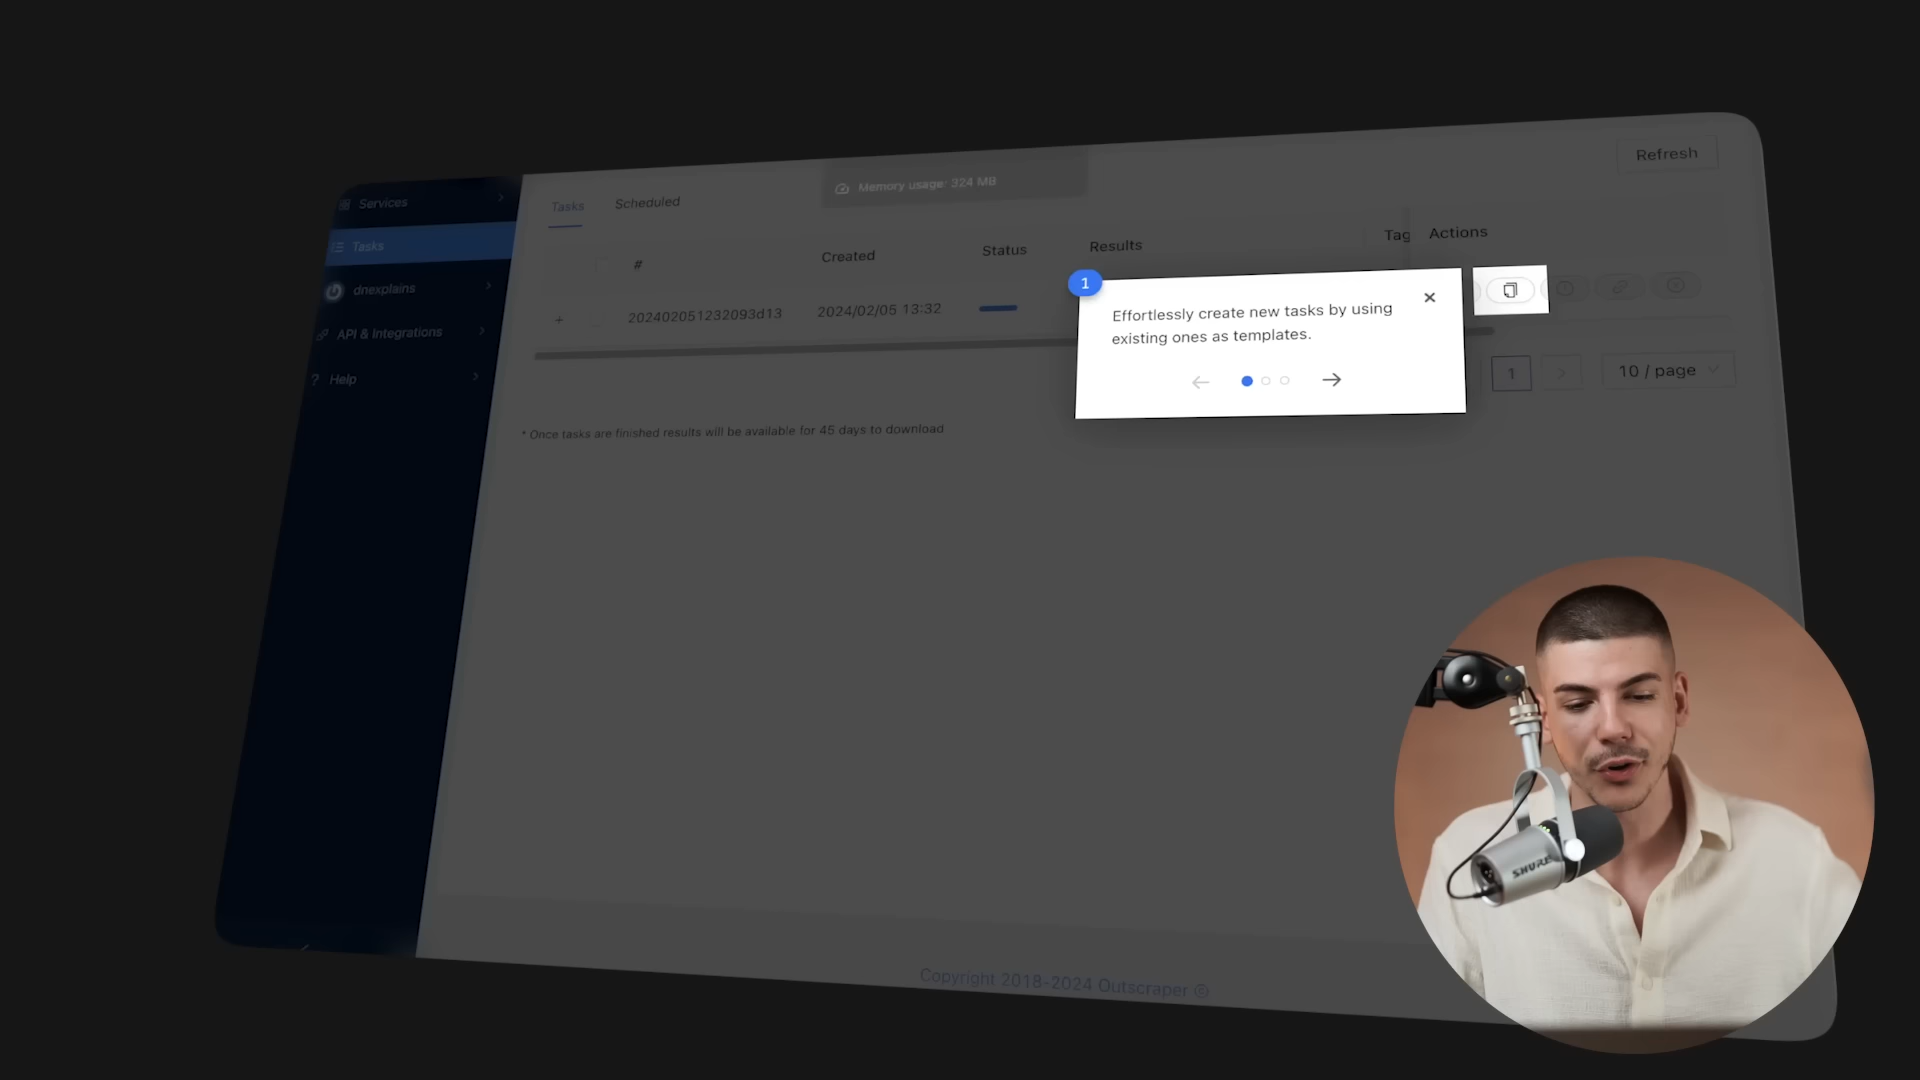 Memory usage: 324 MB
Refresh
Services
Tasks
dnexplains
API & Integrations
? Help
Tasks Scheduled
# Created Status Results Tag Actions
+ 202402051232093d13 2024/02/05 13:32
1
Effortlessly create new tasks by using
existing ones as templates.
1 10 / page
* Once tasks are finished results will be available for 45 days to download
Copyright 2018-2024 Outscraper ©
SHURE